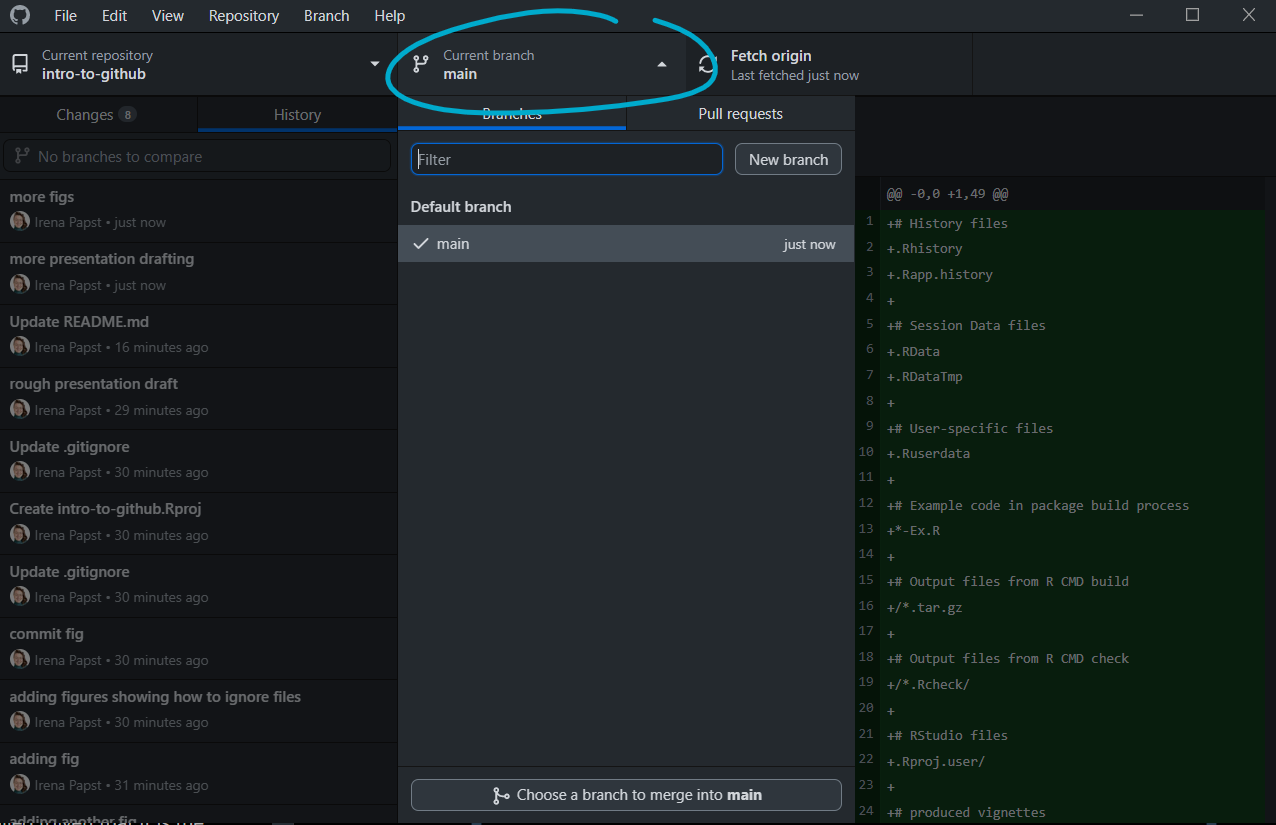 File Edit View Repository Branch Help
Current repository
intro-to-github
Current branch
main
Fetch origin
Last fetched just now
Changes 8
History
Branches
Pull requests
No branches to compare
Filter
New branch
Default branch
main just now
Choose a branch to merge into main
more figs
Irena Papst • just now
more presentation drafting
Irena Papst • just now
Update README.md
Irena Papst • 16 minutes ago
rough presentation draft
Irena Papst • 29 minutes ago
Update .gitignore
Irena Papst • 30 minutes ago
Create intro-to-github.Rproj
Irena Papst • 30 minutes ago
Update .gitignore
Irena Papst • 30 minutes ago
commit fig
Irena Papst • 30 minutes ago
adding figures showing how to ignore files
Irena Papst • 30 minutes ago
adding fig
Irena Papst • 31 minutes ago
adding another fig
@@ -0,0 +1,49 @@
1 +# History files
2 +.Rhistory
3 +.Rapp.history
4 +
5 +# Session Data files
6 +.RData
7 +.RDataTmp
8 +
9 +# User-specific files
10 +.Ruserdata
11 +
12 +# Example code in package build process
13 +*-Ex.R
14 +
15 +# Output files from R CMD build
16 +/*.tar.gz
17 +
18 +# Output files from R CMD check
19 +/*.Rcheck/
20 +
21 +# RStudio files
22 +.Rproj.user/
23 +
24 +# produced vignettes